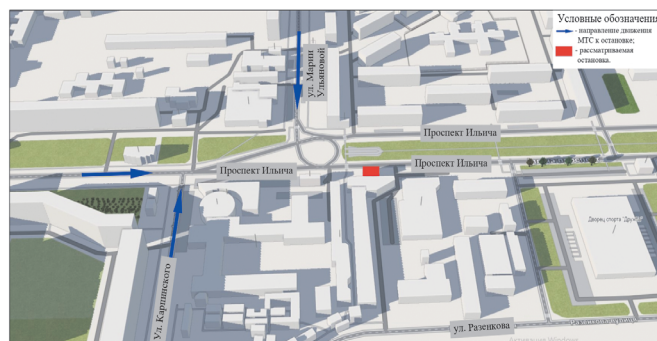 Условные обозначения
- направление движения
МТС к остановке;
- рассматриваемая
остановка.
ул. Марии
Ульяновой
Проспект Ильича
Проспект Ильича
Проспект Ильича
Дворец спорта "Дружба"
Ул. Карпинского
ул. Разенкова